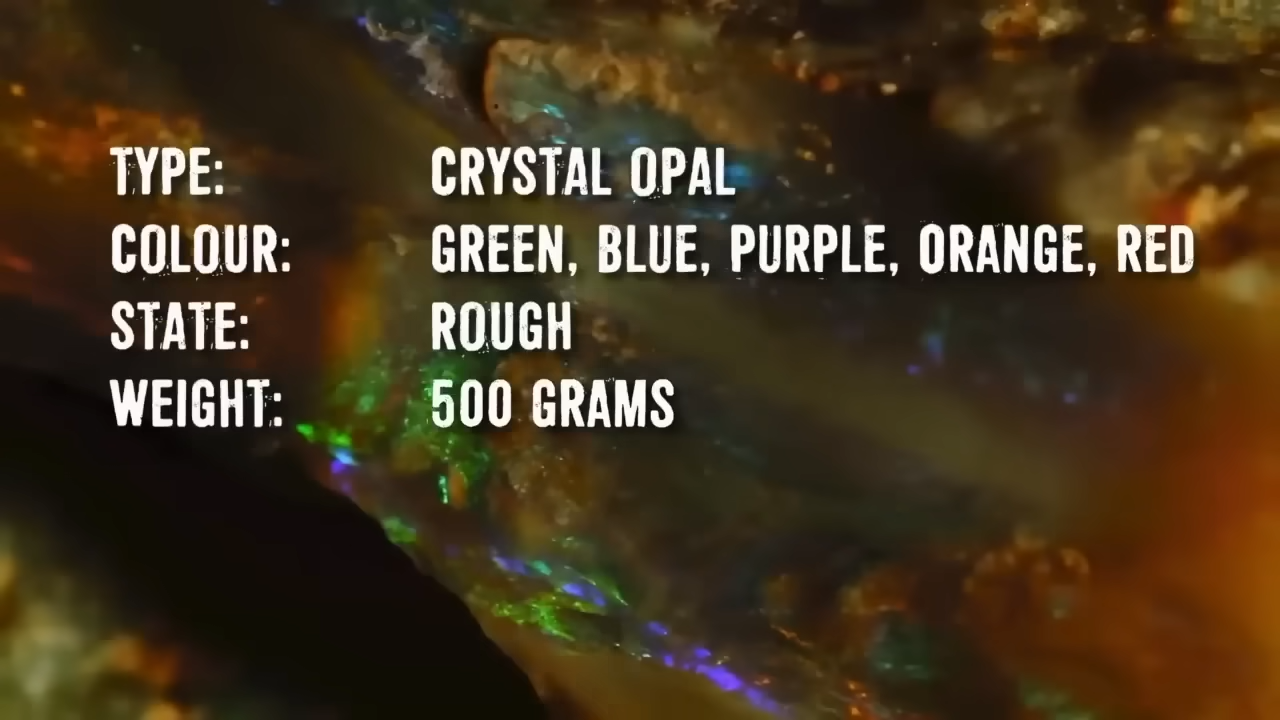 TYPE: CRYSTAL OPAL
COLOUR: GREEN, BLUE, PURPLE, ORANGE, RED
STATE: ROUGH
WEIGHT: 500 GRAMS